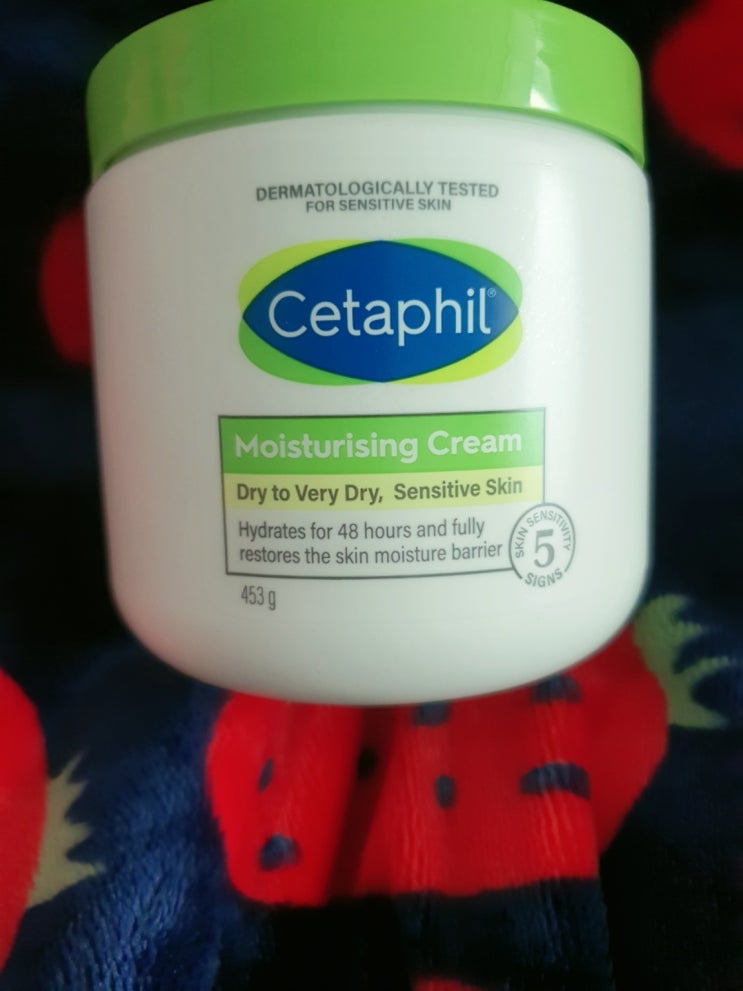 DERMATOLOGICALLY TESTED
FOR SENSITIVE SKIN
Cetaphil®
Moisturising Cream
Dry to Very Dry, Sensitive Skin
Hydrates for 48 hours and fully
restores the skin moisture barrier
SKIN SENSITIVITY
5
SIGNS
453 g